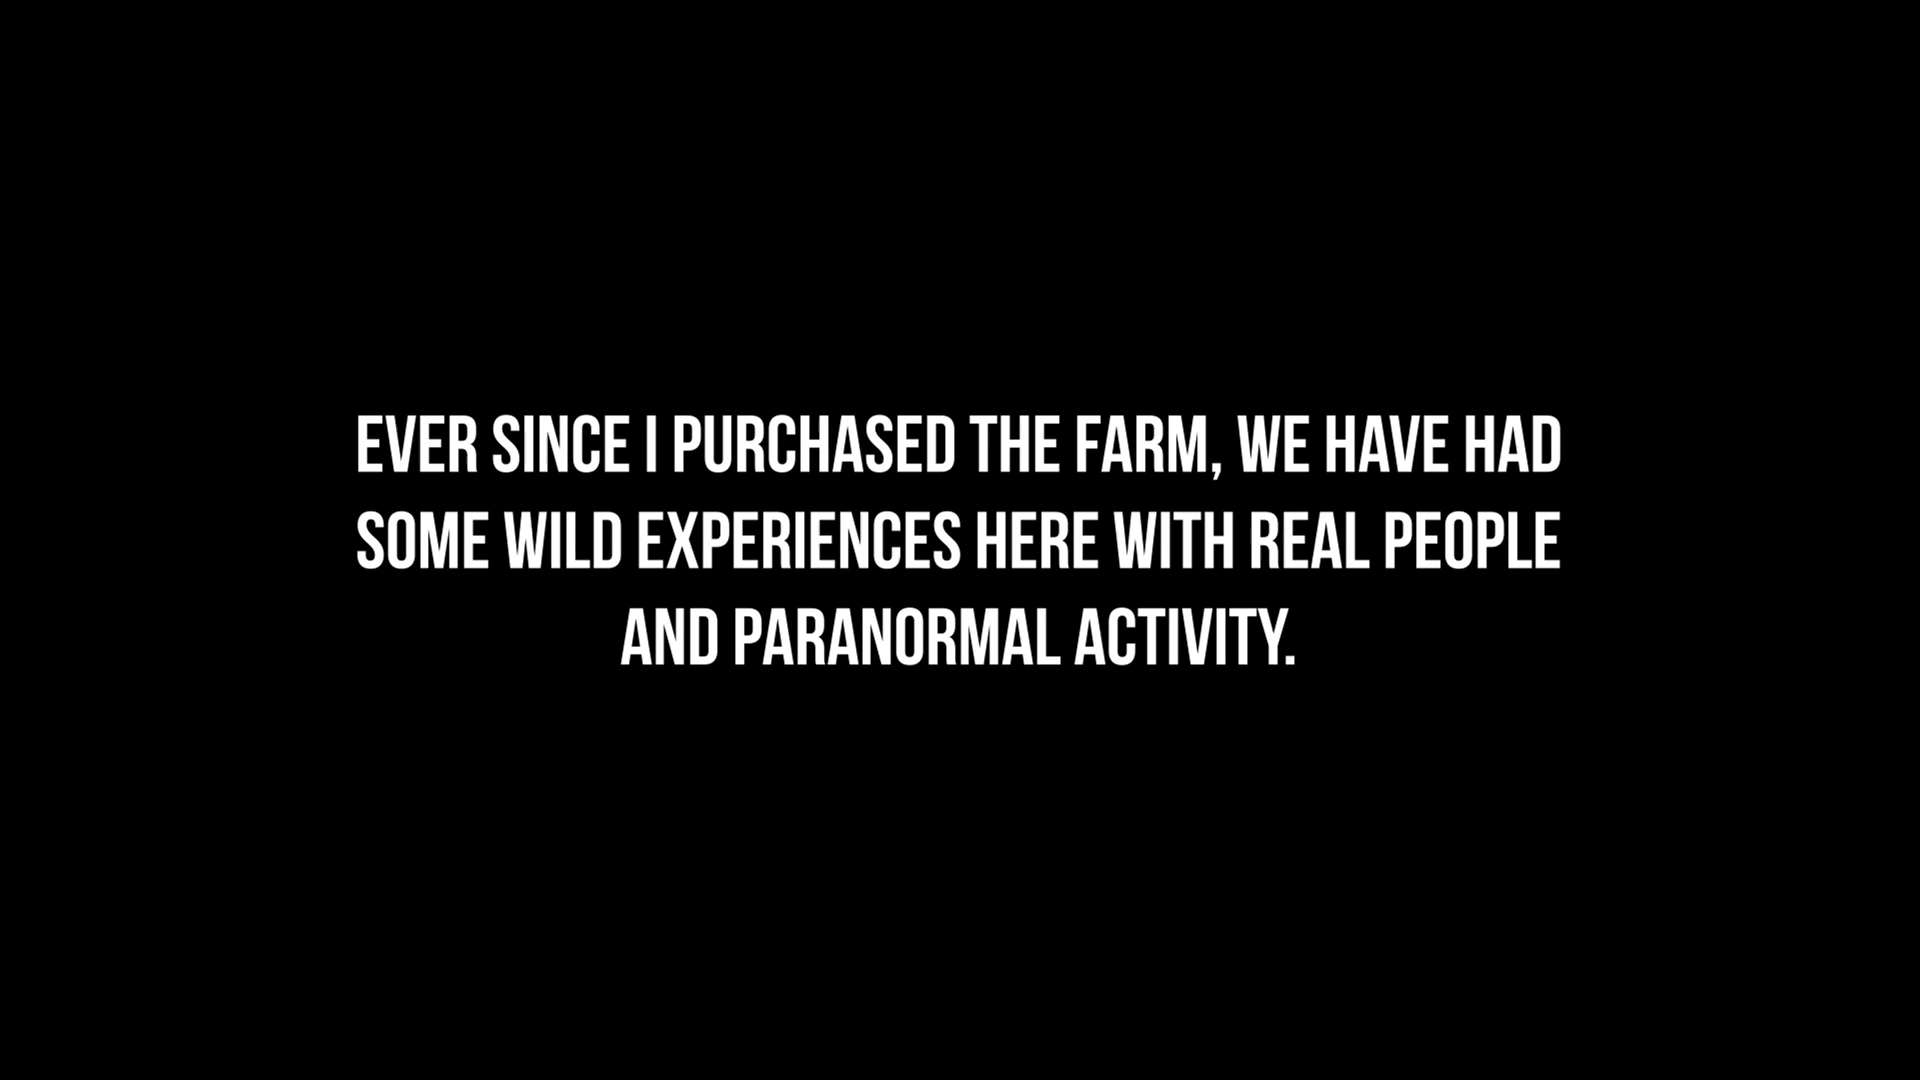 EVER SINCE I PURCHASED THE FARM, WE HAVE HAD
SOME WILD EXPERIENCES HERE WITH REAL PEOPLE
AND PARANORMAL ACTIVITY.